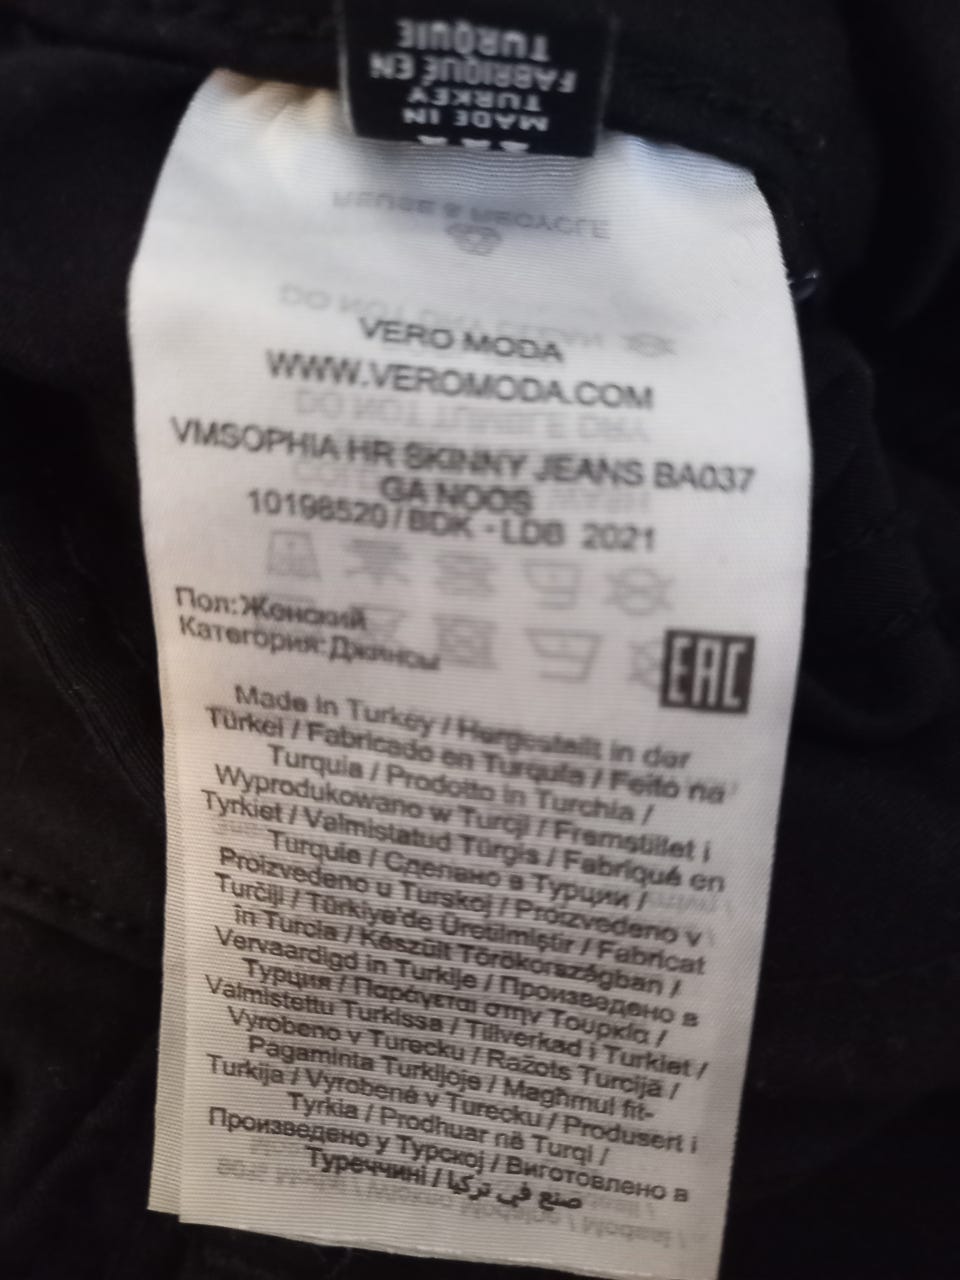 MADE IN
TURKEY
FABRIQUÉ EN
TURQUIE
REUSE & RECYCLE
VERO MODA
WWW.VEROMODA.COM
VMSOPHIA HR SKINNY JEANS BA037
GA NOOS
10198520 / BDK - LDB 2021
Пол:Женский
Категория:Джинсы
EAC
Made in Turkey / Hergestellt in der
Türkei / Fabricado en Turquía / Feito na
Turquia / Prodotto in Turchia /
Wyprodukowano w Turcji / Fremstillet i
Tyrkiet / Valmistatud Türgis / Fabriqué en
Turquie / Сделано в Турции /
Proizvedeno u Turskoj / Proizvedeno v
Turčiji / Türkiye'de Üretilmiştir / Fabricat
în Turcia / Készült Törökországban /
Vervaardigd in Turkije / Произведено в
Турция / Παράγεται στην Τουρκία /
Valmistettu Turkissa / Tillverkad i Turkiet /
Vyrobeno v Turecku / Ražots Turcijā /
Pagaminta Turkijoje / Magħmul fit-
Turkija / Vyrobené v Turecku / Produsert i
Tyrkia / Prodhuar në Turqi /
Произведено у Турској / Виготовлено в
Туреччині / صنع في تركيا